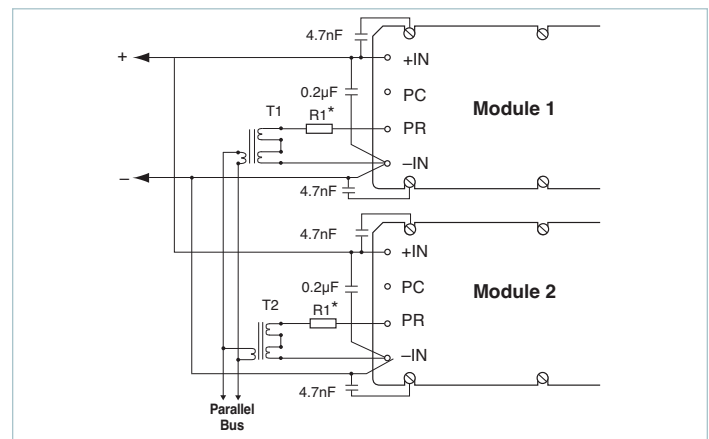 4.7nF
+
+IN
0.2µF
PC
Module 1
T1
R1*
PR
–
–IN
4.7nF
4.7nF
+IN
0.2µF
PC
Module 2
T2
R1*
PR
–IN
4.7nF
Parallel
Bus